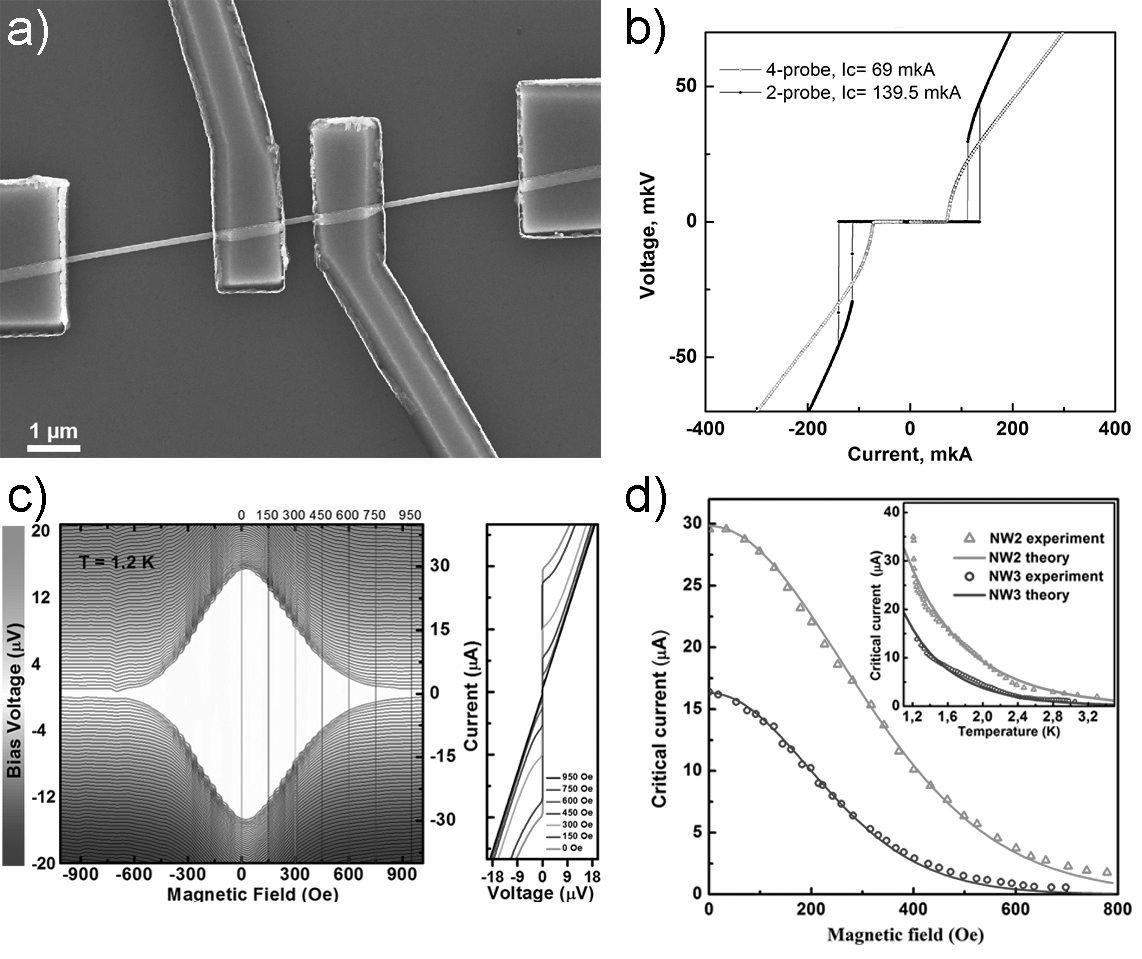 a)
1 µm
b)
50
0
-50
-400
-200
0
200
400
Voltage, mkV
Current, mkA
4-probe, Ic= 69 mkA
2-probe, Ic= 139.5 mkA
c)
Bias Voltage (µV)
20
12
4
-4
-12
-20
0 150 300 450 600 750 950
T = 1.2 K
-900 -600 -300 0 300 600 900
Magnetic Field (Oe)
30
15
0
-15
-30
Current (µA)
950 Oe
750 Oe
600 Oe
450 Oe
300 Oe
150 Oe
0 Oe
-18 -9 0 9 18
Voltage (µV)
d)
Critical current (µA)
35
30
25
20
15
10
5
0
0 200 400 600 800
Magnetic field (Oe)
Critical current (µA)
40
30
20
10
0
NW2 experiment
NW2 theory
NW3 experiment
NW3 theory
1,2 1,6 2,0 2,4 2,8 3,2
Temperature (K)